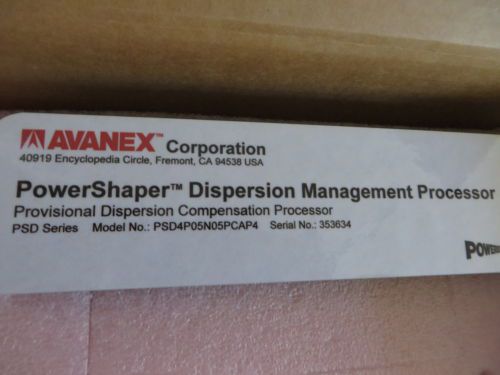 AVANEX™ Corporation
40919 Encyclopedia Circle, Fremont, CA 94538 USA
PowerShaper™ Dispersion Management Processor
Provisional Dispersion Compensation Processor
PSD Series Model No.: PSD4P05N05PCAP4 Serial No.: 353634